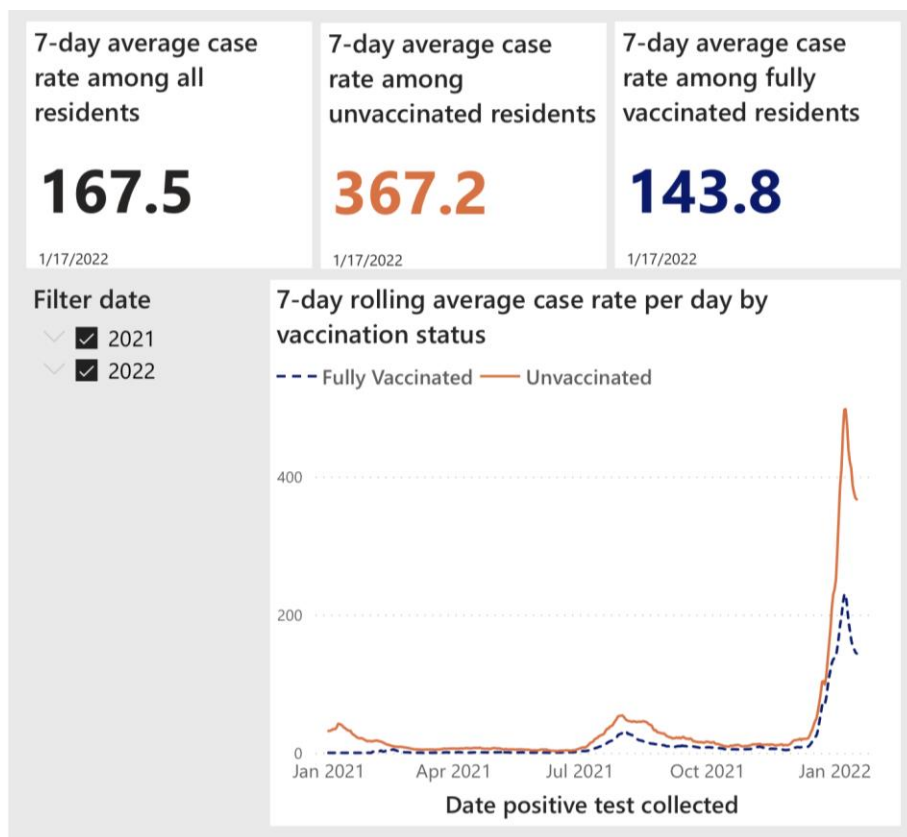 7-day average case
rate among all
residents
167.5
1/17/2022
7-day average case
rate among
unvaccinated residents
367.2
1/17/2022
7-day average case
rate among fully
vaccinated residents
143.8
1/17/2022
Filter date
2021
2022
7-day rolling average case rate per day by
vaccination status
Fully Vaccinated Unvaccinated
400
200
0
Jan 2021 Apr 2021 Jul 2021 Oct 2021 Jan 2022
Date positive test collected